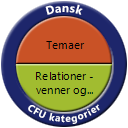 Dansk
Temaer
Relationer -
venner og...
CFU kategorier